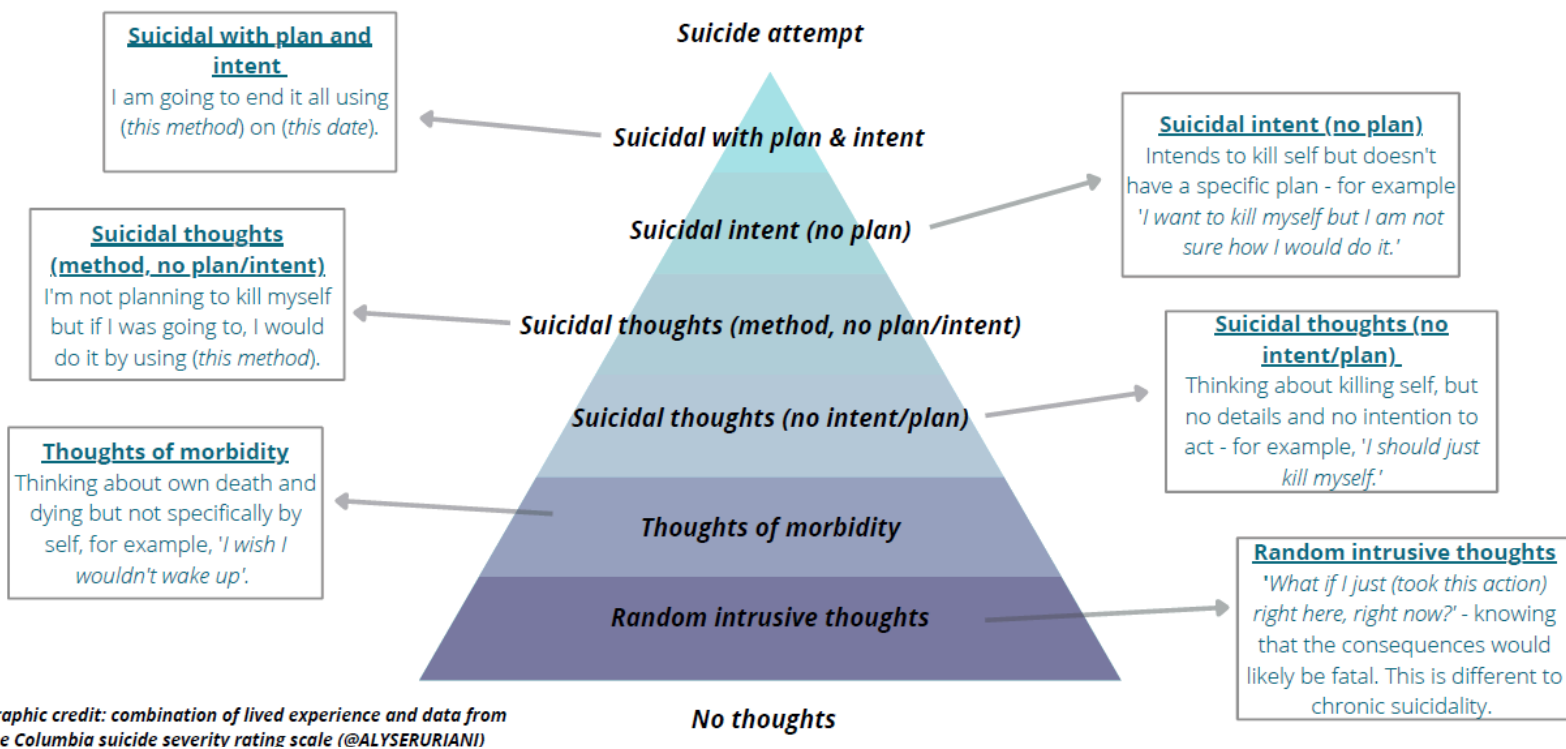 Suicide attempt
Suicidal with plan and
intent
I am going to end it all using
(this method) on (this date).
Suicidal with plan & intent
Suicidal intent (no plan)
Intends to kill self but doesn't
have a specific plan - for example
'I want to kill myself but I am not
sure how I would do it.'
Suicidal intent (no plan)
Suicidal thoughts
(method, no plan/intent)
I'm not planning to kill myself
but if I was going to, I would
do it by using (this method).
Suicidal thoughts (method, no plan/intent)
Suicidal thoughts (no
intent/plan)
Thinking about killing self, but
no details and no intention to
act - for example, 'I should just
kill myself.'
Suicidal thoughts (no intent/plan)
Thoughts of morbidity
Thinking about own death and
dying but not specifically by
self, for example, 'I wish I
wouldn't wake up'.
Thoughts of morbidity
Random intrusive thoughts
'What if I just (took this action)
right here, right now?' - knowing
that the consequences would
likely be fatal. This is different to
chronic suicidality.
Random intrusive thoughts
No thoughts
credit: combination of lived experience and data from
Columbia suicide severity rating scale (@ALYSERURIANI)